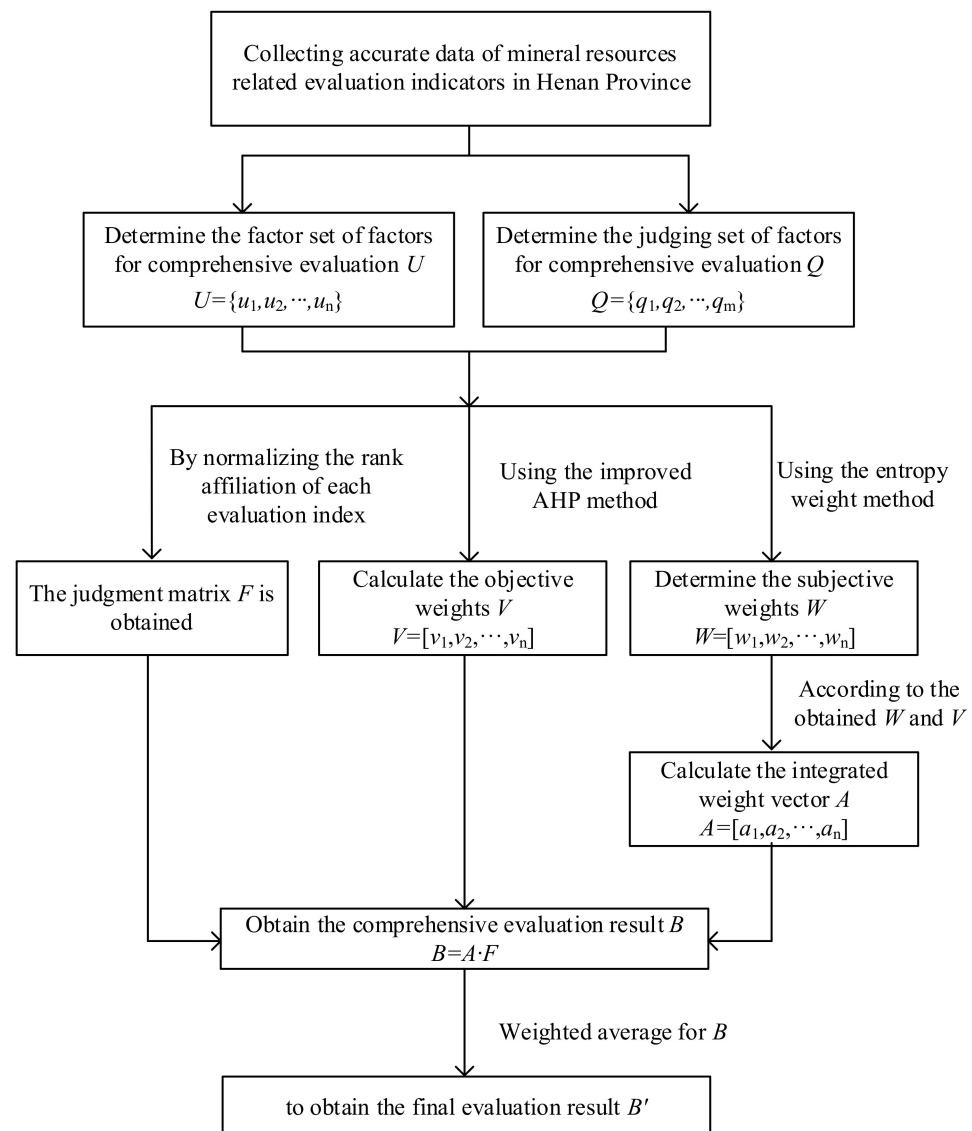 Collecting accurate data of mineral resources
related evaluation indicators in Henan Province
Determine the factor set of factors
for comprehensive evaluation U
U={u1,u2,···,un}
Determine the judging set of factors
for comprehensive evaluation Q
Q={q1,q2,···,qm}
By normalizing the rank
affiliation of each
evaluation index
Using the improved
AHP method
Using the entropy
weight method
The judgment matrix F is
obtained
Calculate the objective
weights V
V=[v1,v2,···,vn]
Determine the subjective
weights W
W=[w1,w2,···,wn]
According to the
obtained W and V
Calculate the integrated
weight vector A
A=[a1,a2,···,an]
Obtain the comprehensive evaluation result B
B=A·F
Weighted average for B
to obtain the final evaluation result B′